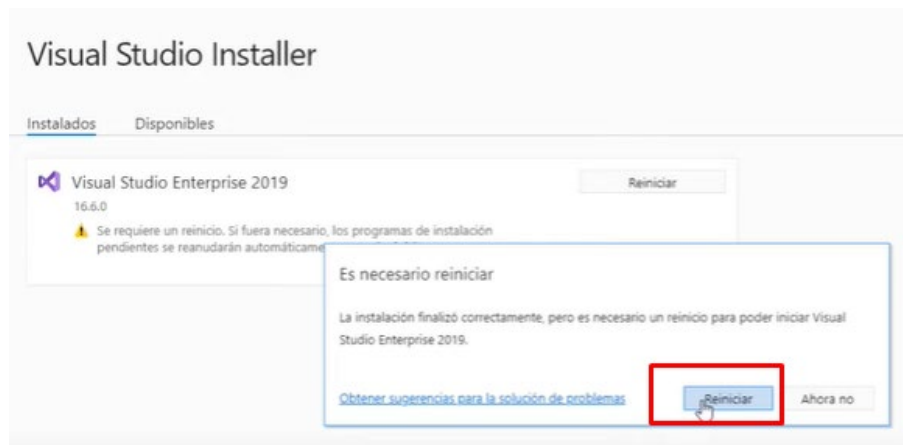 Visual Studio Installer
Instalados Disponibles
Visual Studio Enterprise 2019 Reiniciar
16.6.0
Se requiere un reinicio. Si fuera necesario, los programas de instalación
pendientes se reanudarán
Es necesario reiniciar
La instalación finalizó correctamente, pero es necesario un reinicio para poder iniciar Visual
Studio Enterprise 2019.
Obtener sugerencias para la solución de problemas Reiniciar Ahora no